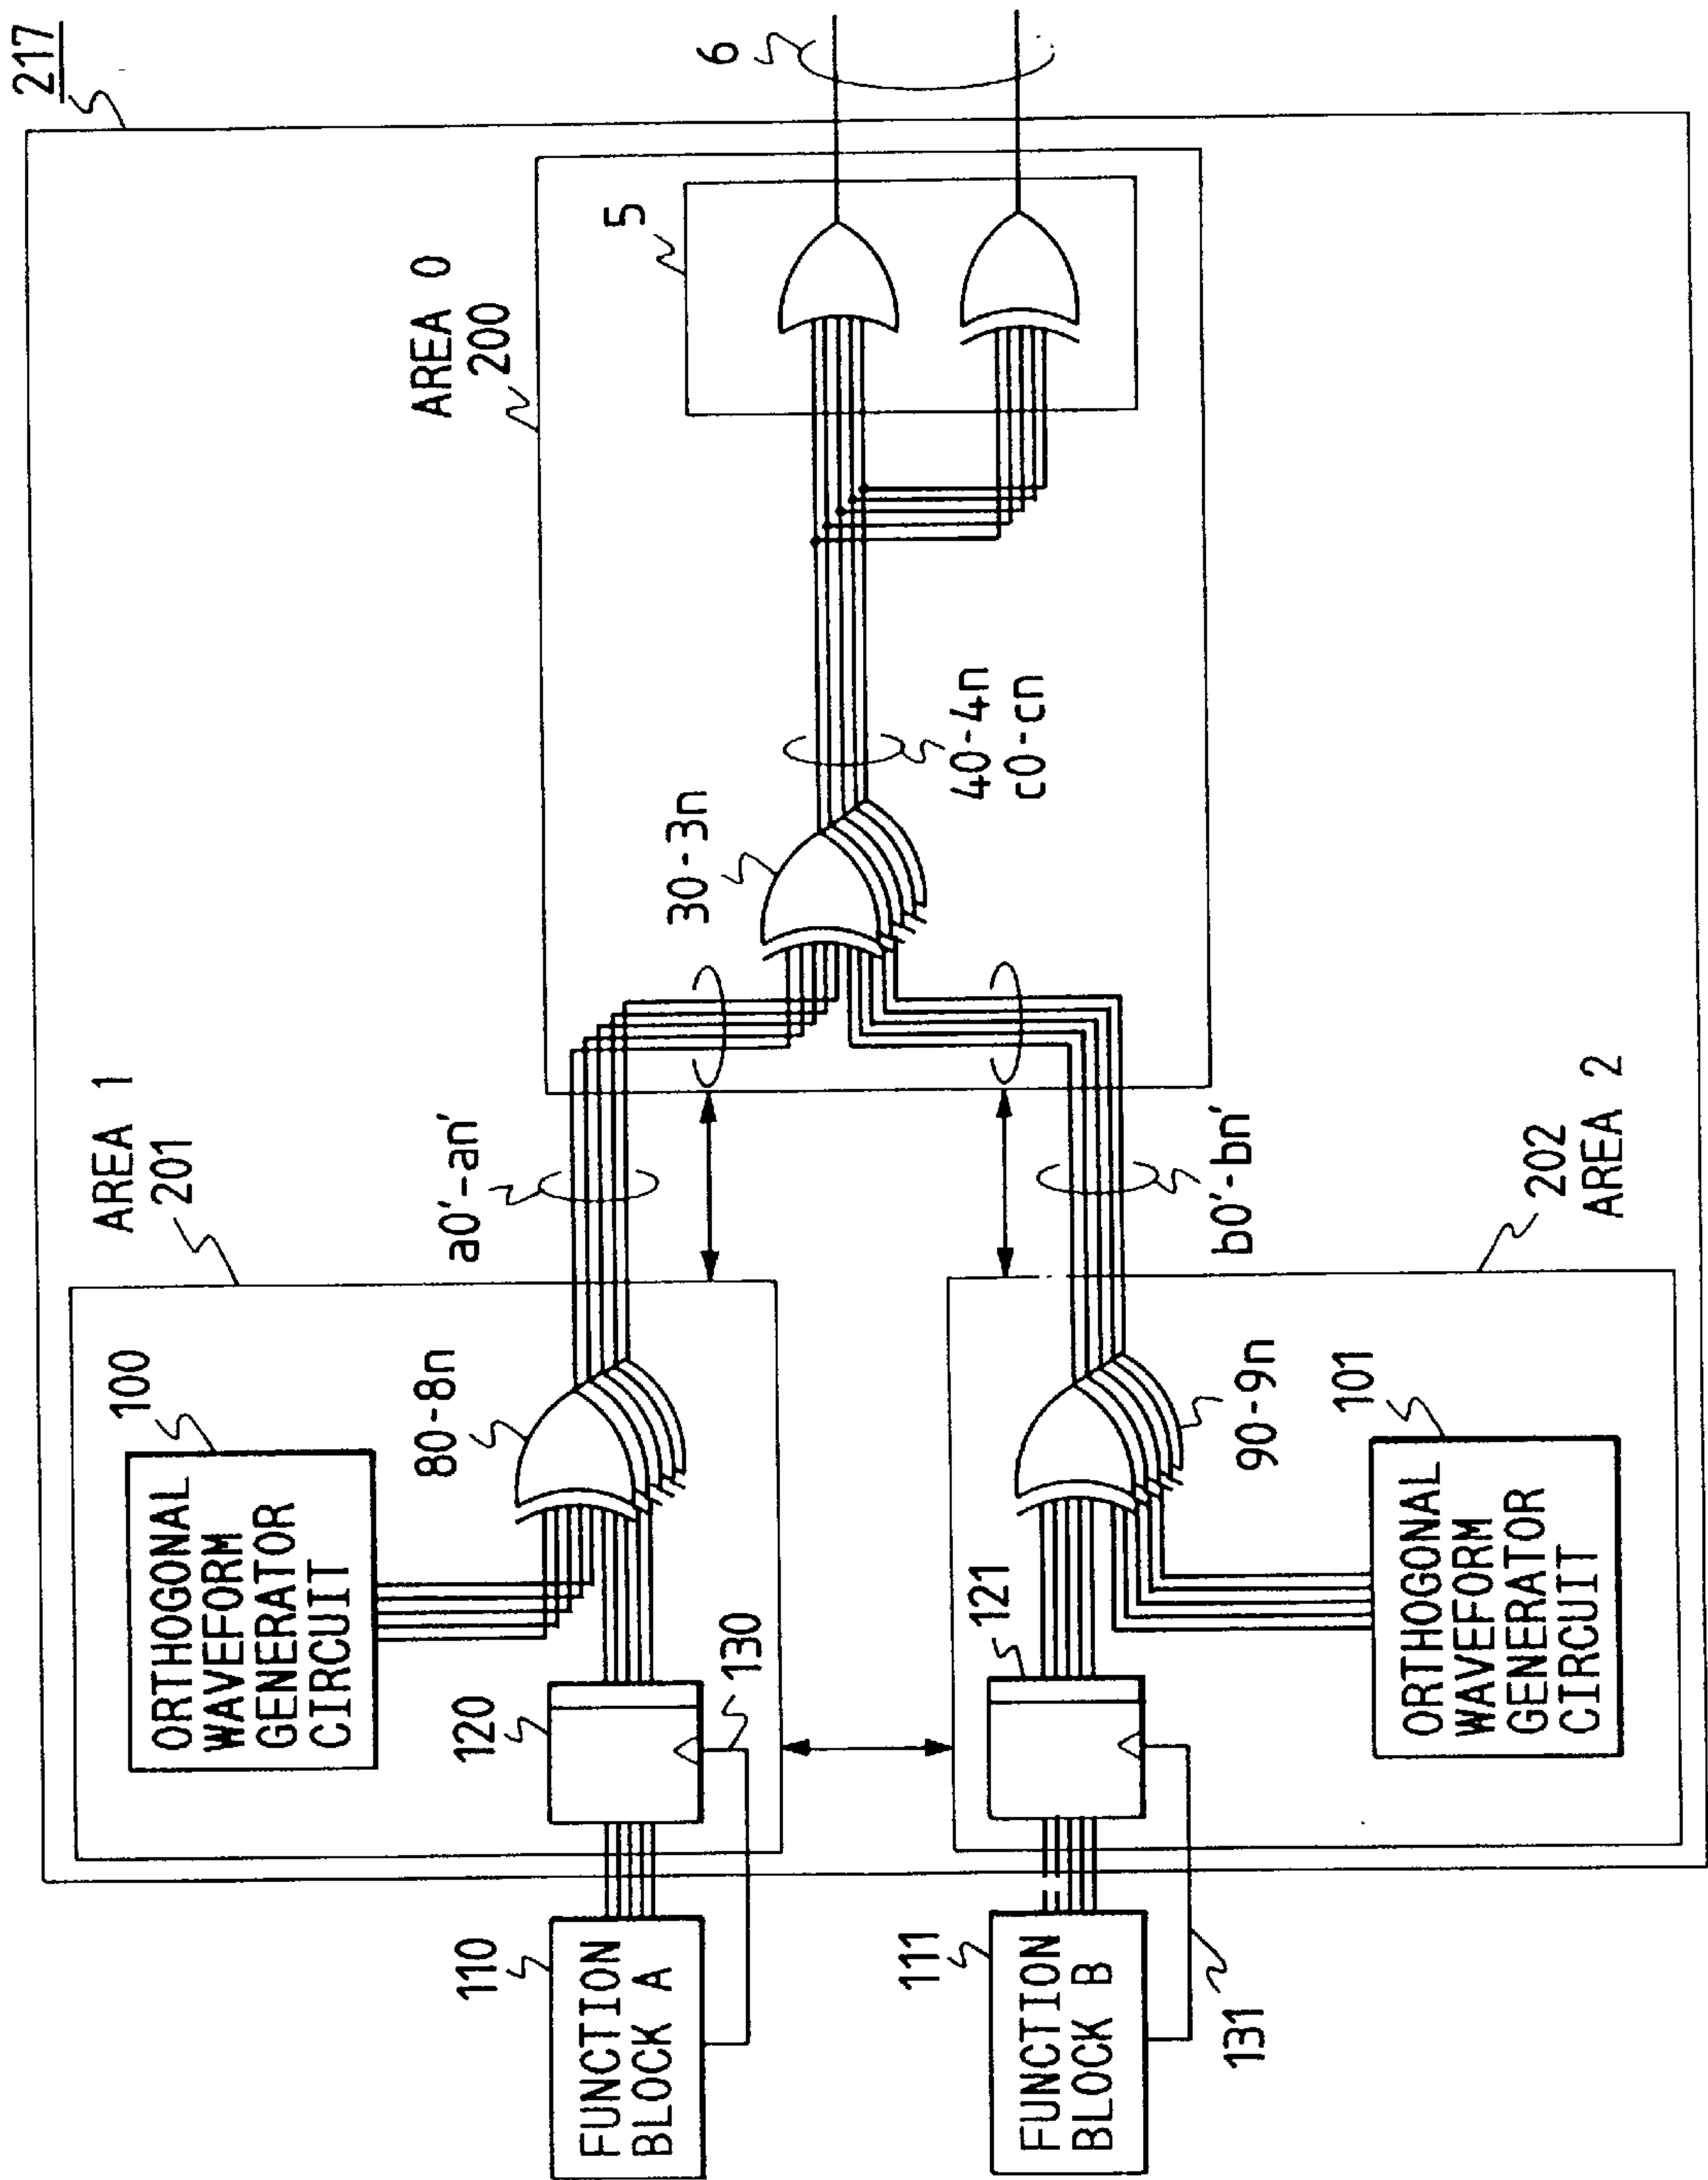 217
AREA 1
201
100
ORTHOGONAL
WAVEFORM
GENERATOR
CIRCUIT
80-8n
120
130
110
FUNCTION
BLOCK A
a0'-an'
AREA 0
200
5
6
30-3n
40-4n
c0-cn
b0'-bn'
202
AREA 2
90-9n
101
ORTHOGONAL
WAVEFORM
GENERATOR
CIRCUIT
121
111
FUNCTION
BLOCK B
131